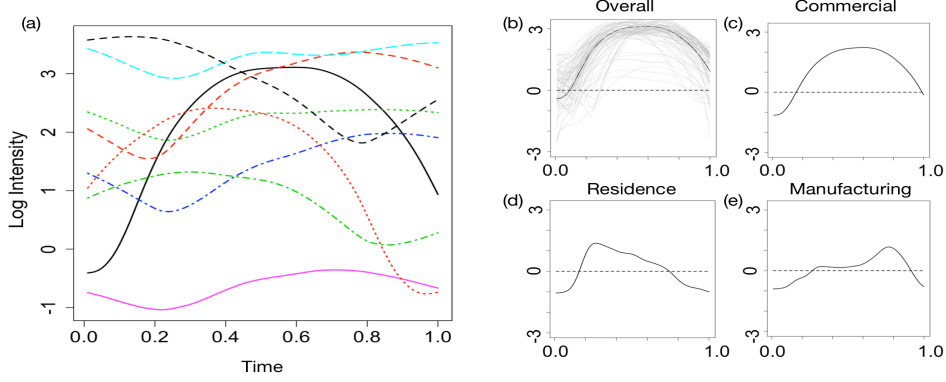 (a)
Log Intensity
3
2
1
0
-1
0.0 0.2 0.4 0.6 0.8 1.0
Time
(b) Overall
3
0
-3
0.0 1.0
(c) Commercial
3
0
-3
0.0 1.0
(d) Residence
3
0
-3
0.0 1.0
(e) Manufacturing
3
0
-3
0.0 1.0